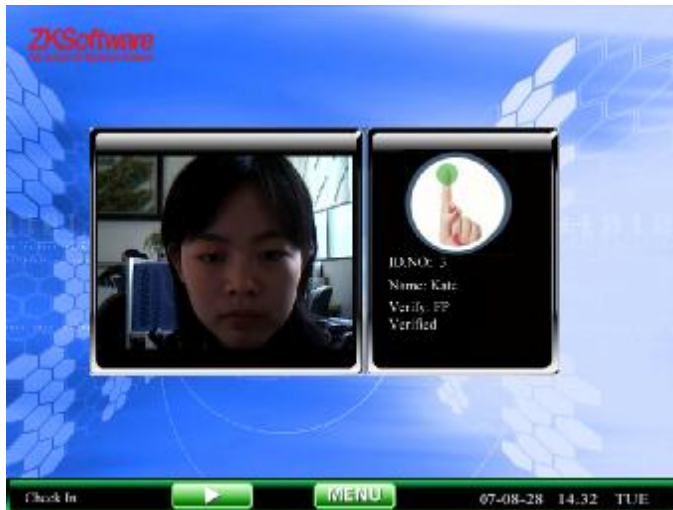 ZKSoftware
ID.NO: 3
Name: Kate
Verify: FP
Verified
Check In
MENU
07-08-28 14:32 TUE